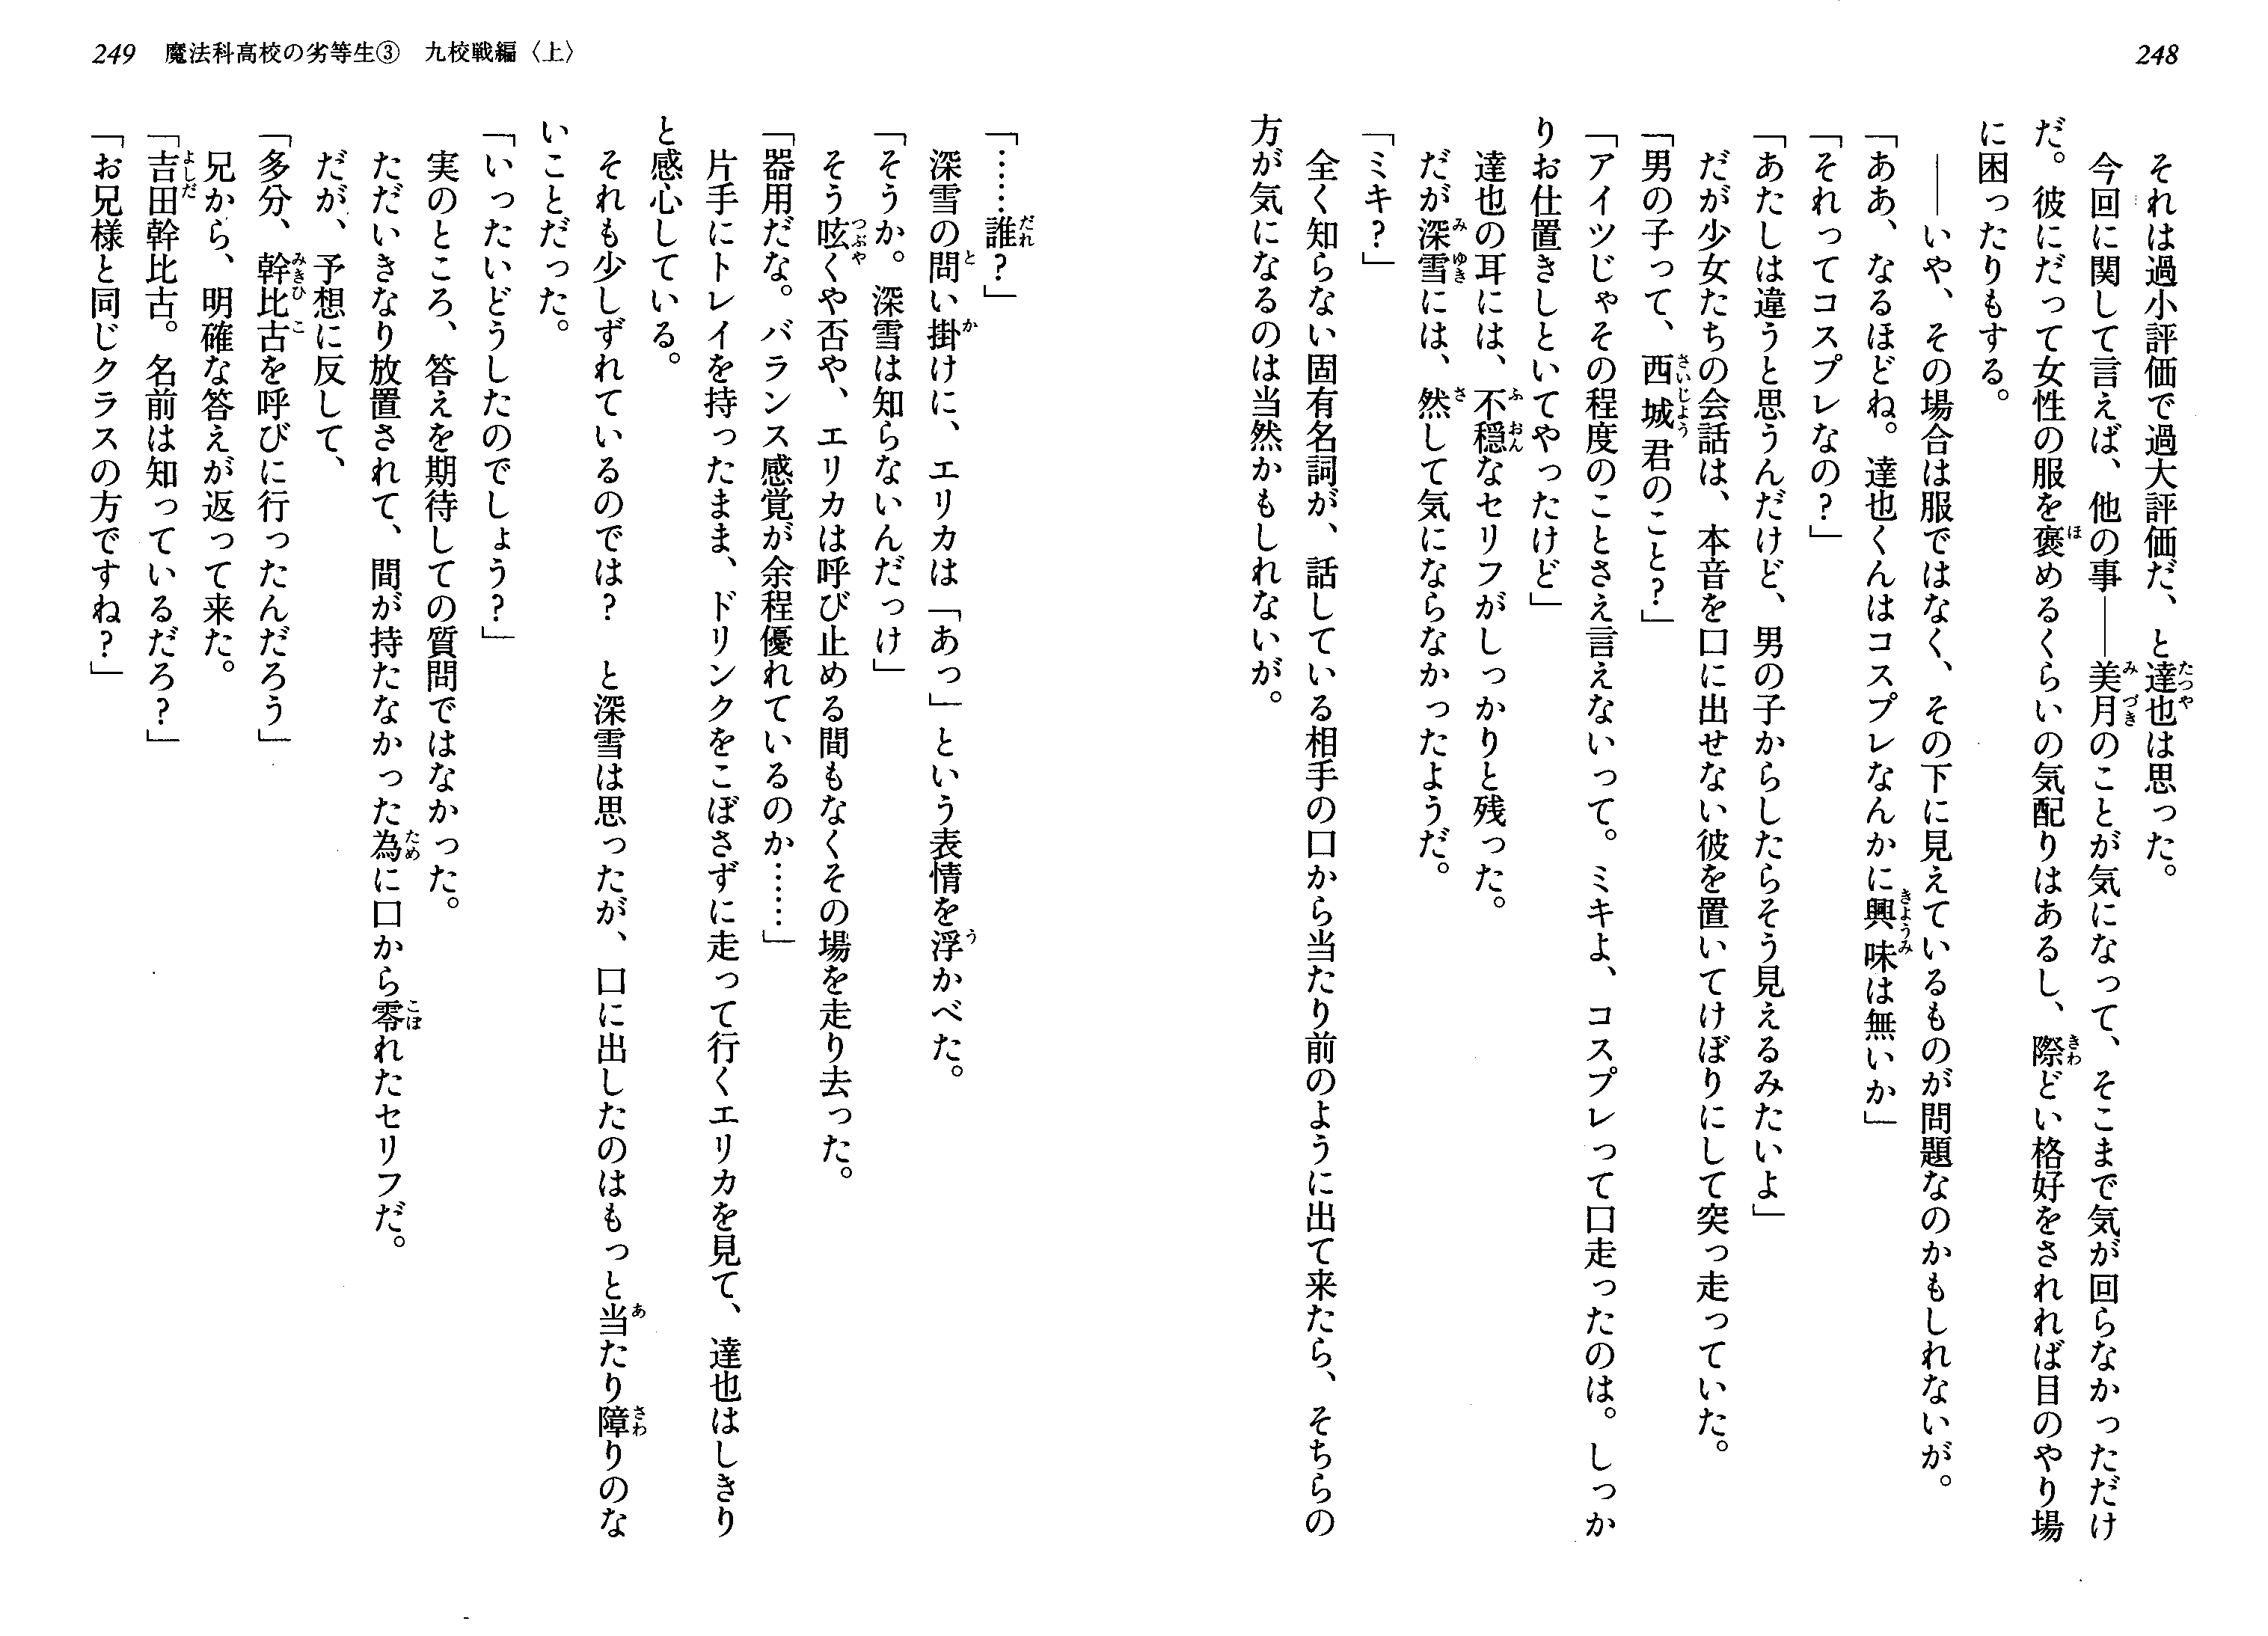 248
それは過小評価で過大評価だ、と達也は思った。
今回に関して言えば、他の事――美月のことが気になって、そこまで気が回らなかっただけ
だ。彼にだって女性の服を褒めるくらいの気配りはあるし、際どい格好をされれば目のやり場
に困ったりもする。
――いや、その場合は服ではなく、その下に見えているものが問題なのかもしれないが。
「ああ、なるほどね。達也くんはコスプレなんかに興味は無いか」
「それってコスプレなの？」
「あたしは違うと思うんだけど、男の子からしたらそう見えるみたいよ」
だが少女たちの会話は、本音を口に出せない彼を置いてけぼりにして突っ走っていた。
「男の子って、西城君のこと？」
「アイツじゃその程度のことさえ言えないって。ミキよ、コスプレって口走ったのは。しっか
りお仕置きしといてやったけど」
達也の耳には、不穏なセリフがしっかりと残った。
だが深雪には、然して気にならなかったようだ。
「ミキ？」
全く知らない固有名詞が、話している相手の口から当たり前のように出て来たら、そちらの
方が気になるのは当然かもしれないが。
249 魔法科高校の劣等生③ 九校戦編〈上〉
「……誰？」
深雪の問い掛けに、エリカは「あっ」という表情を浮かべた。
「そうか。深雪は知らないんだっけ」
そう呟くや否や、エリカは呼び止める間もなくその場を走り去った。
「器用だな。バランス感覚が余程優れているのか……」
片手にトレイを持ったまま、ドリンクをこぼさずに走って行くエリカを見て、達也はしきり
と感心している。
それも少しずれているのでは？ と深雪は思ったが、口に出したのはもっと当たり障りのな
いことだった。
「いったいどうしたのでしょう？」
実のところ、答えを期待しての質問ではなかった。
ただいきなり放置されて、間が持たなかった為に口から零れたセリフだ。
だが、予想に反して、
「多分、幹比古を呼びに行ったんだろう」
兄から、明確な答えが返って来た。
「吉田幹比古。名前は知っているだろ？」
「お兄様と同じクラスの方ですね？」